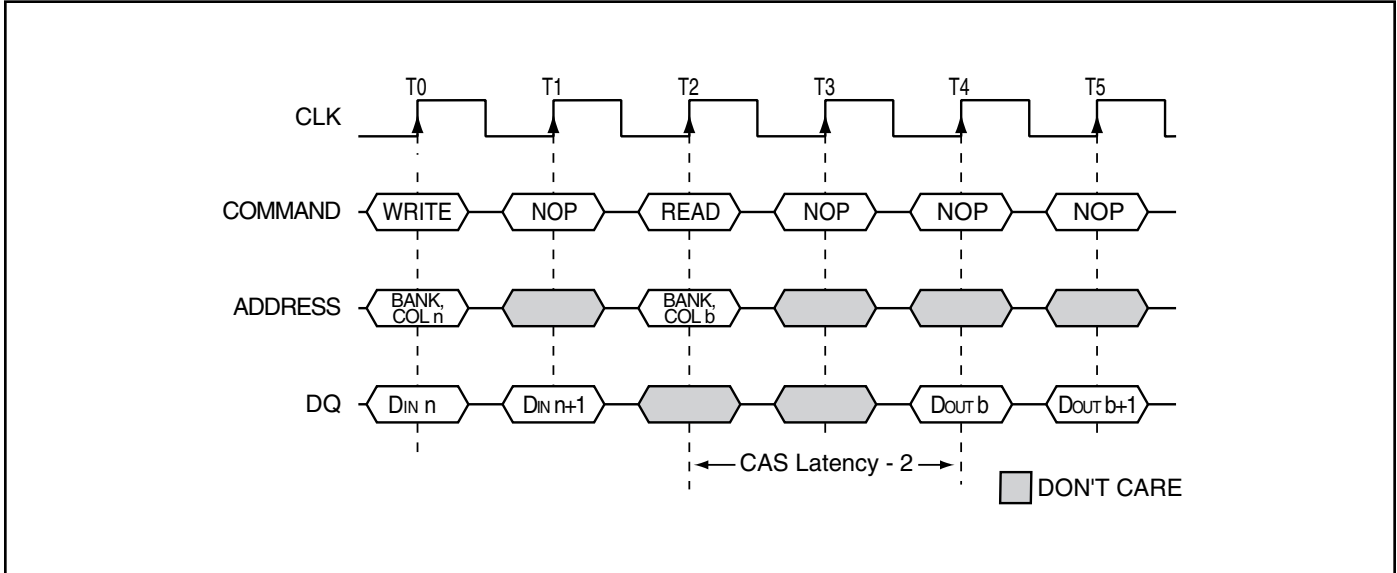 T0 T1 T2 T3 T4 T5
CLK
COMMAND WRITE NOP READ NOP NOP NOP
ADDRESS BANK, COL n BANK, COL b
DQ DIN n DIN n+1 DOUT b DOUT b+1
CAS Latency - 2
DON'T CARE